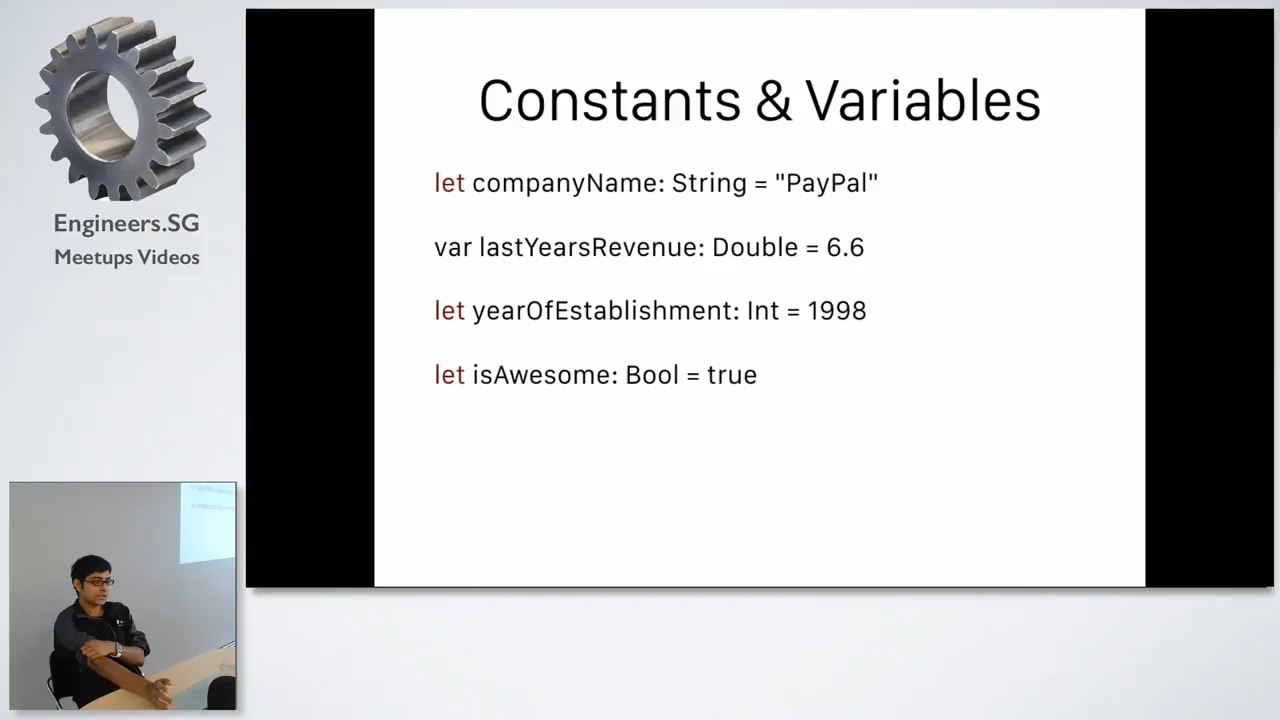 Engineers.SG
Meetups Videos
Constants & Variables
let companyName: String = "PayPal"
var lastYearsRevenue: Double = 6.6
let yearOfEstablishment: Int = 1998
let isAwesome: Bool = true